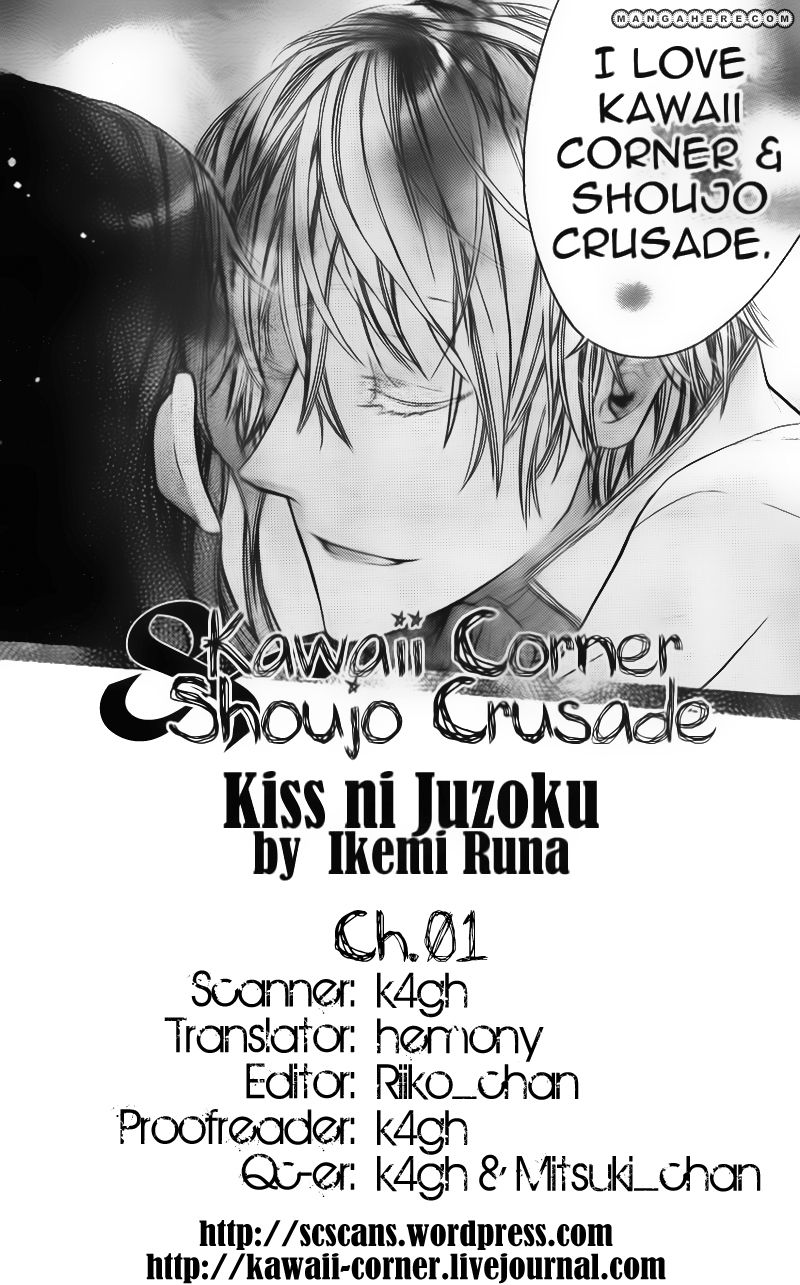 MANGAHERE.COM
I LOVE
KAWAII
CORNER &
SHOUJO
CRUSADE.
Kawaii Corner
& Shoujo Crusade
Kiss ni Juzoku
by Ikemi Runa
Ch.01
Scanner: k4gh
Translator: hemony
Editor: Riiko_chan
Proofreader: k4gh
QC-er: k4gh & Mitsuki_chan
http://scscans.wordpress.com
http://kawaii-corner.livejournal.com